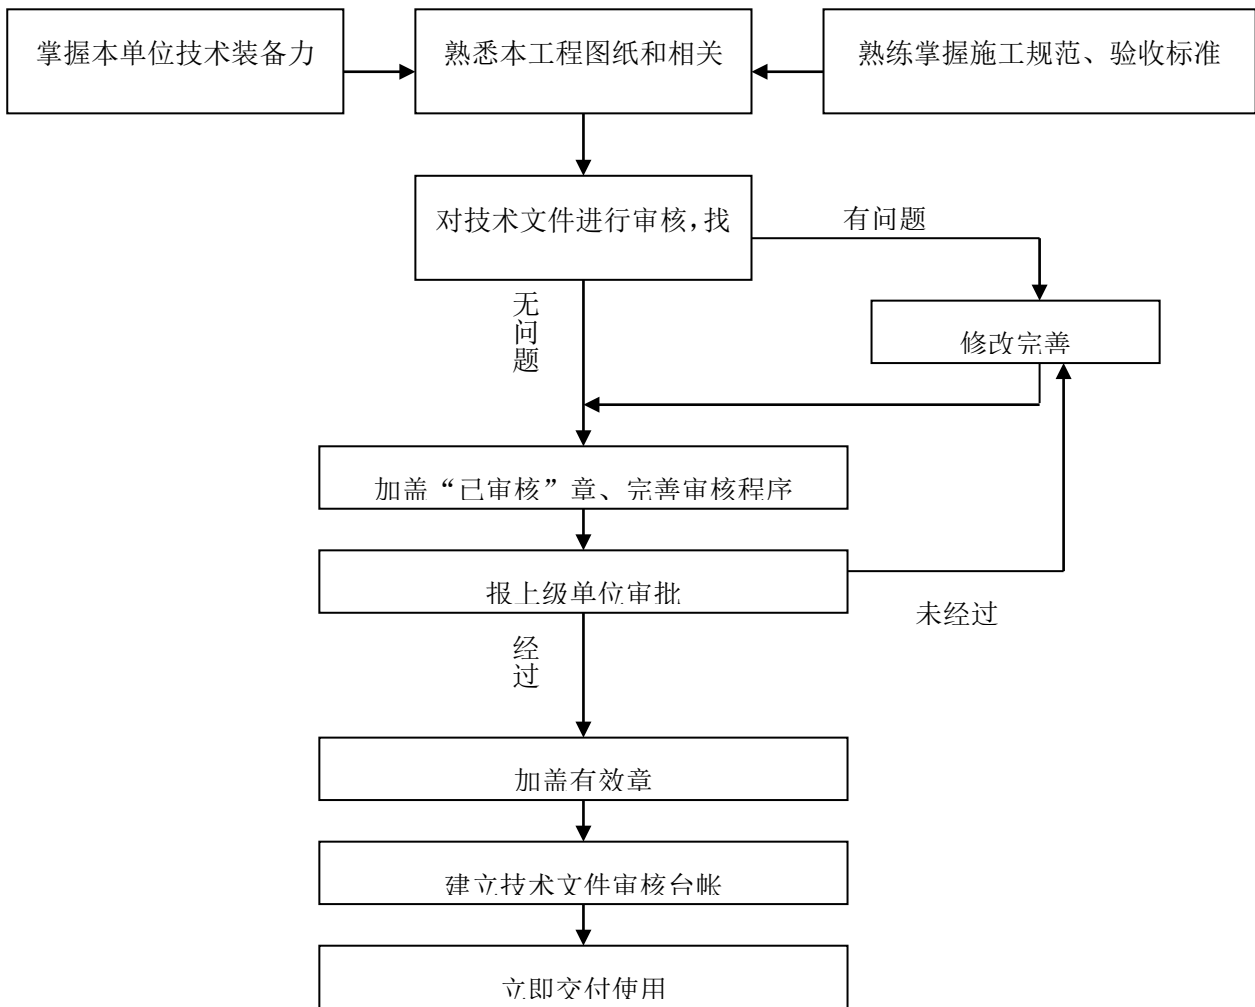 掌握本单位技术装备力
熟悉本工程图纸和相关
熟练掌握施工规范、验收标准
对技术文件进行审核，找
有问题
无问题
修改完善
加盖“已审核”章、完善审核程序
报上级单位审批
未经过
经过
加盖有效章
建立技术文件审核台帐
立即交付使用